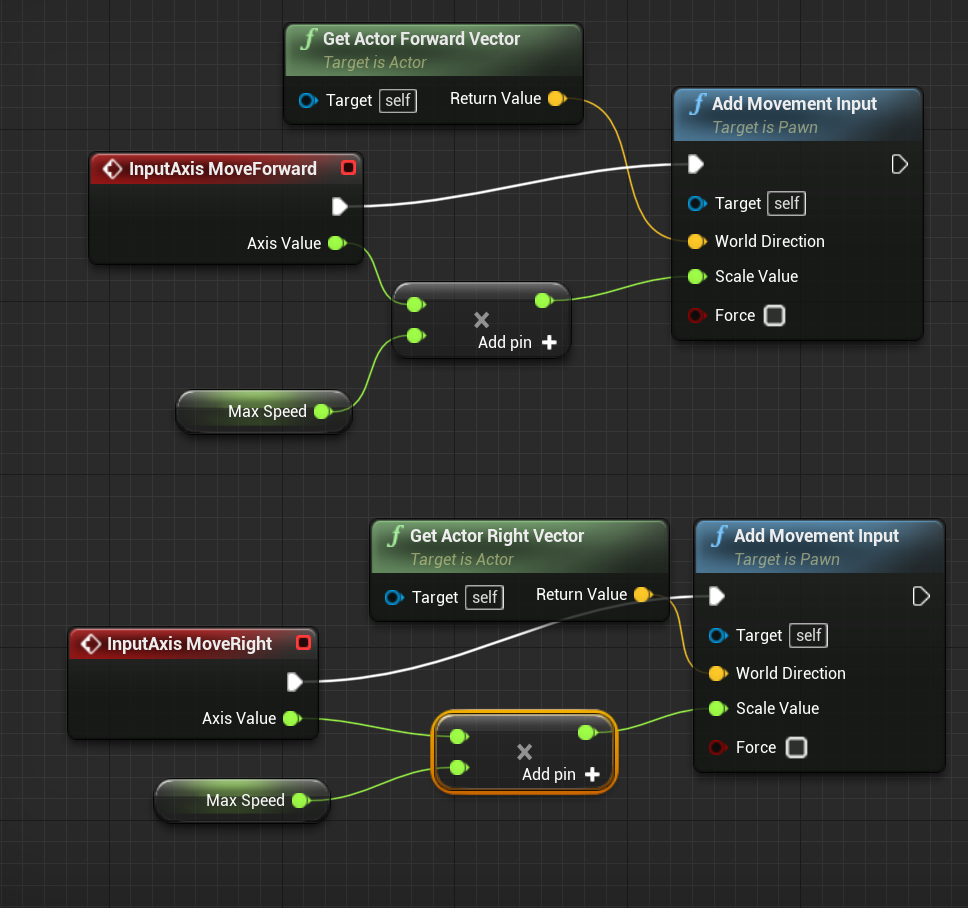 Get Actor Forward Vector
Target is Actor
Target self Return Value
Add Movement Input
Target is Pawn
Target self
World Direction
Scale Value
Force
InputAxis MoveForward
Axis Value
Add pin
Max Speed
Get Actor Right Vector
Target is Actor
Target self Return Value
Add Movement Input
Target is Pawn
Target self
World Direction
Scale Value
Force
InputAxis MoveRight
Axis Value
Add pin
Max Speed